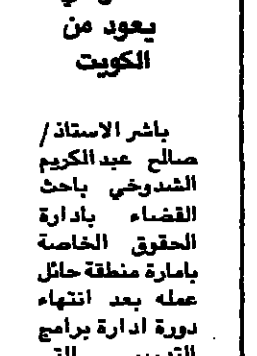 يعود من
الكويت
باشر الاستاذ/
صالح عبدالكريم
الشدوخي باحث
القضاء بأدارة
الحقوق الخاصة
بامارة منطقة حائل
عمله بعد انتهاء
دورة ادارة برامج